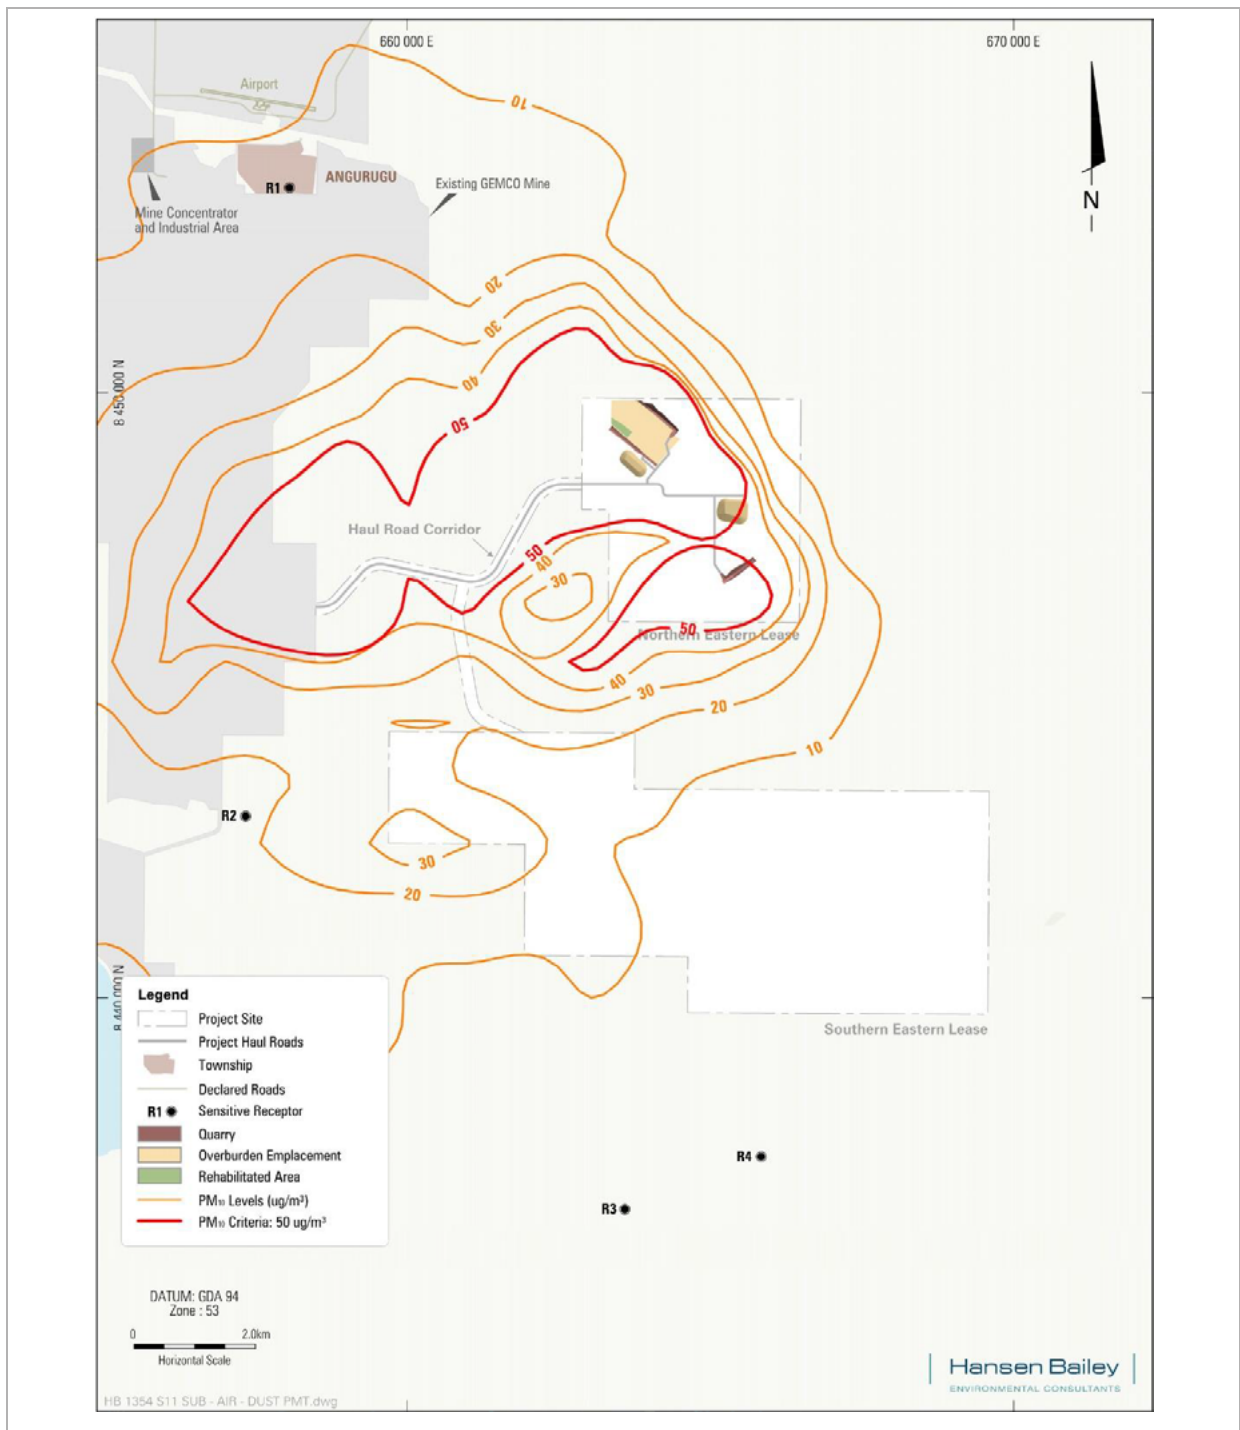 660 000 E
670 000 E
Airport
10
ANGURUGU
R1
Existing GEMCO Mine
N
Mine Concentrator
and Industrial Area
20
30
40
50
8 450 000 N
Haul Road Corridor
50
40
30
50
Northern Eastern Lease
40
30
20
10
R2
30
20
8 440 000 N
Legend
Project Site
Project Haul Roads
Township
Declared Roads
R1 Sensitive Receptor
Quarry
Overburden Emplacement
Rehabilitated Area
PM₁₀ Levels (ug/m³)
PM₁₀ Criteria: 50 ug/m³
Southern Eastern Lease
R4
R3
DATUM: GDA 94
Zone : 53
0 2.0km
Horizontal Scale
Hansen Bailey
ENVIRONMENTAL CONSULTANTS
HB 1354 S11 SUB - AIR - DUST PMT.dwg